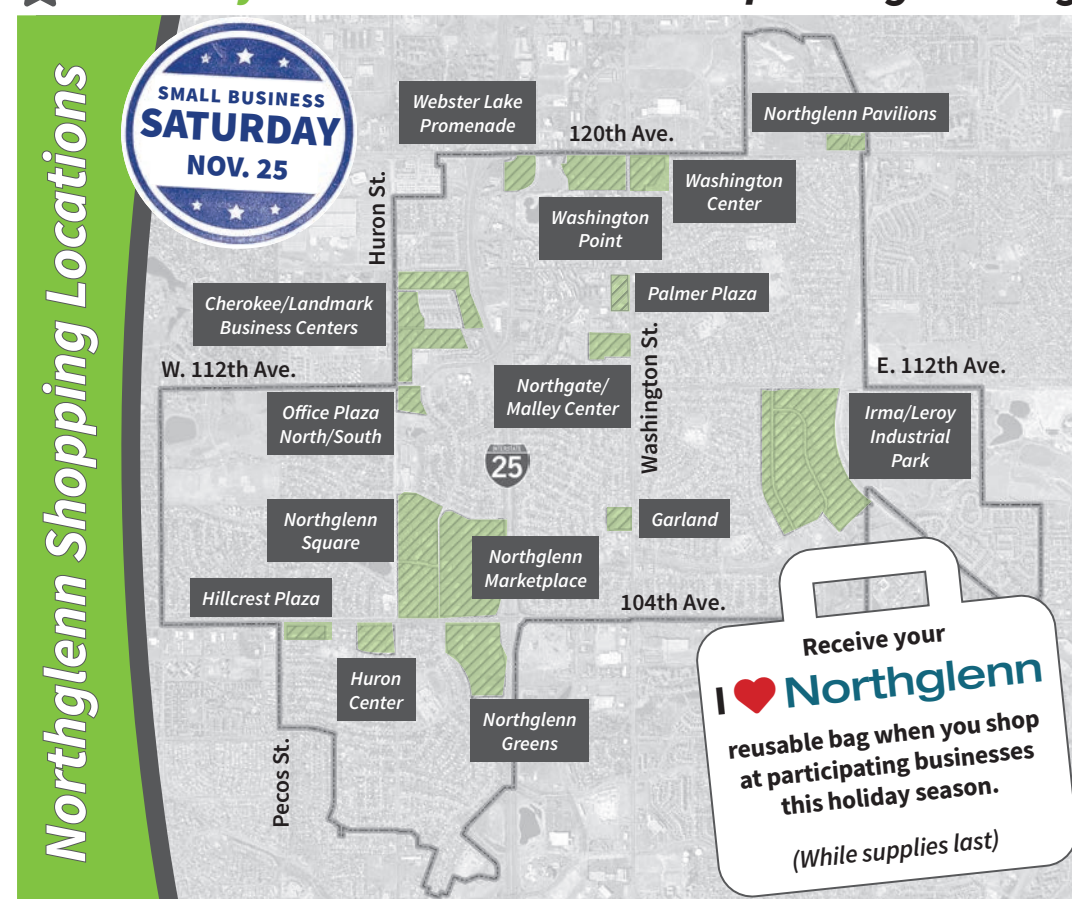 Northglenn Shopping Locations
SMALL BUSINESS
SATURDAY
NOV. 25
Webster Lake
Promenade
120th Ave.
Northglenn Pavilions
Huron St.
Washington
Center
Washington
Point
Cherokee/Landmark
Business Centers
Palmer Plaza
W. 112th Ave.
Washington St.
E. 112th Ave.
Northgate/
Malley Center
Office Plaza
North/South
Irma/Leroy
Industrial
Park
INTERSTATE
25
Northglenn
Square
Garland
Northglenn
Marketplace
Hillcrest Plaza
104th Ave.
Huron
Center
Northglenn
Greens
Pecos St.
Receive your
I ♥ Northglenn
reusable bag when you shop
at participating businesses
this holiday season.
(While supplies last)